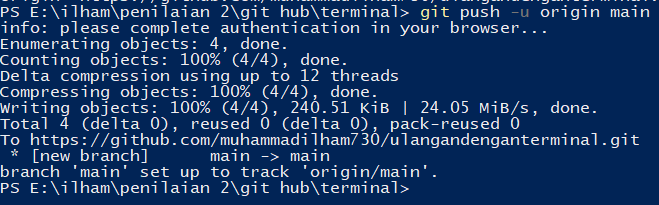 PS E:\ilham\penilaian 2\git hub\terminal> git push -u origin main
info: please complete authentication in your browser...
Enumerating objects: 4, done.
Counting objects: 100% (4/4), done.
Delta compression using up to 12 threads
Compressing objects: 100% (4/4), done.
Writing objects: 100% (4/4), 240.51 KiB | 24.05 MiB/s, done.
Total 4 (delta 0), reused 0 (delta 0), pack-reused 0
To https://github.com/muhammadilham730/ulangandenganterminal.git
 * [new branch]      main -> main
branch 'main' set up to track 'origin/main'.
PS E:\ilham\penilaian 2\git hub\terminal>